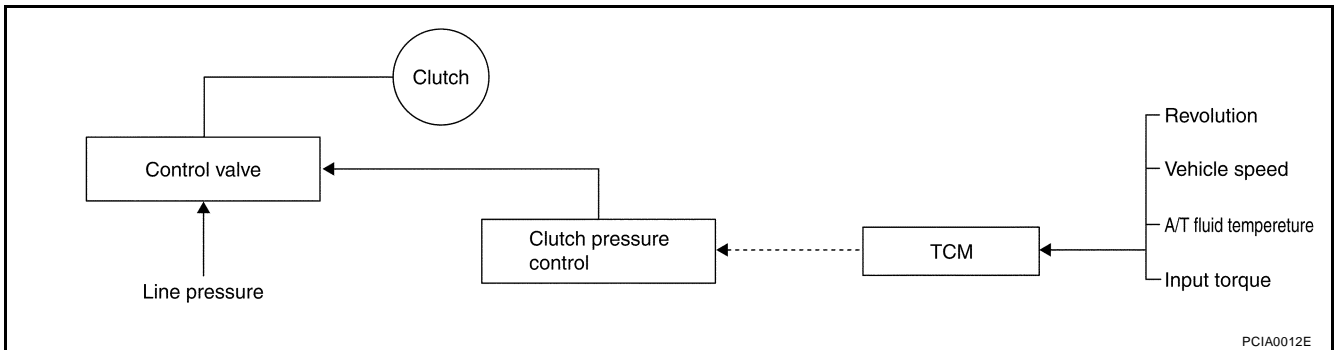 Clutch
Control valve
Line pressure
Clutch pressure
control
TCM
Revolution
Vehicle speed
A/T fluid tempereture
Input torque
PCIA0012E